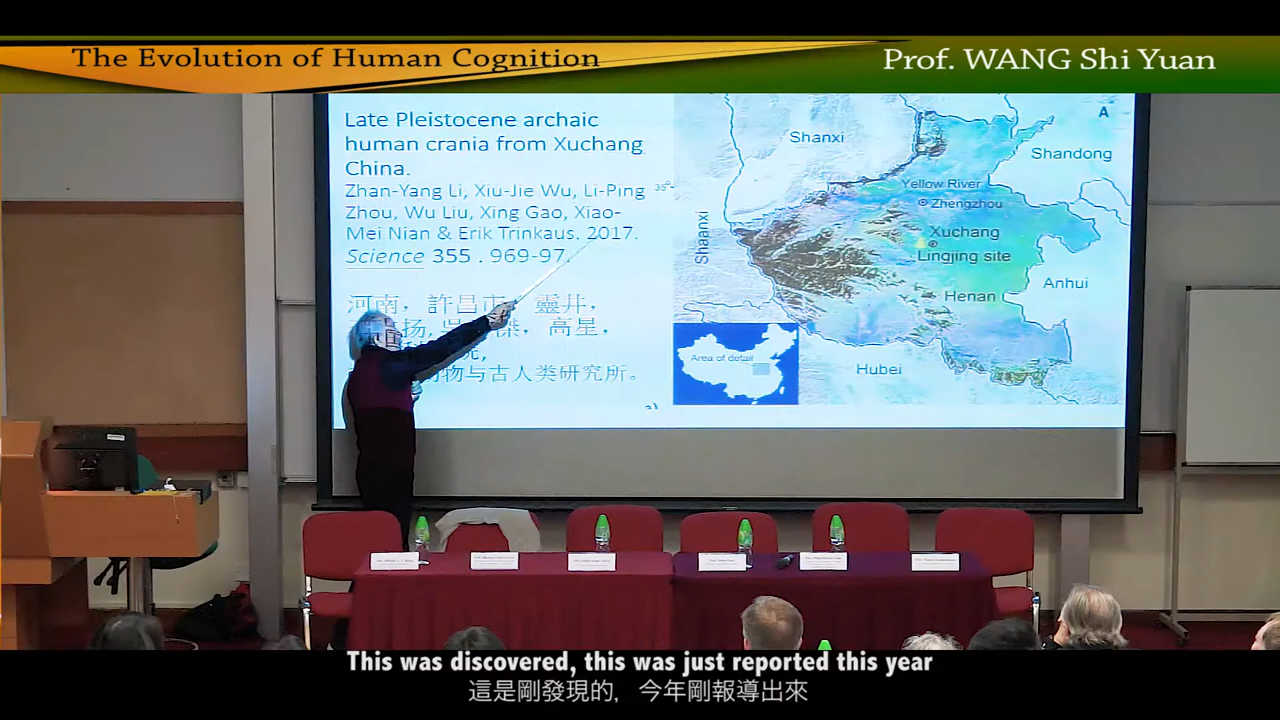 The Evolution of Human Cognition
Prof. WANG Shi Yuan
Late Pleistocene archaic
human crania from Xuchang
China.
Zhan-Yang Li, Xiu-Jie Wu, Li-Ping
Zhou, Wu Liu, Xing Gao, Xiao-
Mei Nian & Erik Trinkaus. 2017.
Science 355 . 969-97.
河南，許昌市，靈井，
扬, 吳 傑，高星，
物与古人类研究所。
A
Shanxi
Shandong
35°
Yellow River
Zhengzhou
Shaanxi
Xuchang
Lingjing site
Anhui
Henan
Area of detail
Hubei
This was discovered, this was just reported this year
這是剛發現的，今年剛報導出來